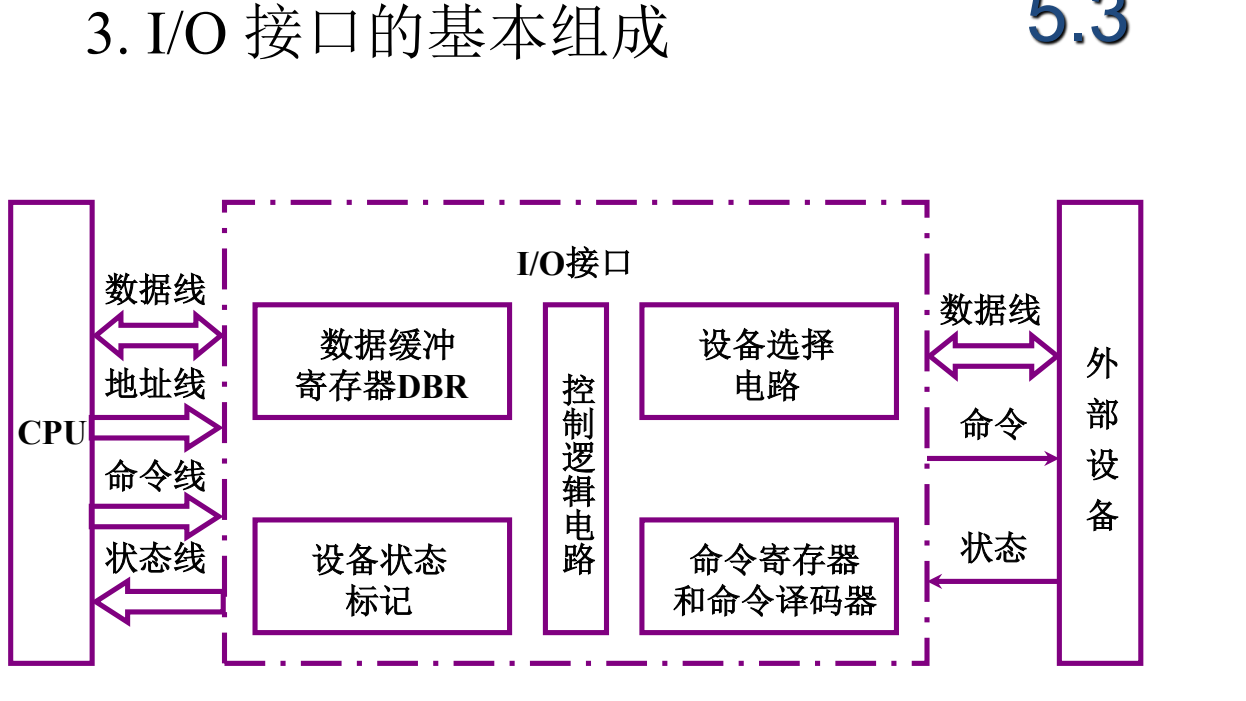 3. I/O 接口的基本组成
5.3
I/O接口
数据线
地址线
CPU
命令线
状态线
数据缓冲
寄存器DBR
设备状态
标记
控制逻辑电路
设备选择
电路
命令寄存器
和命令译码器
数据线
命令
状态
外部设备